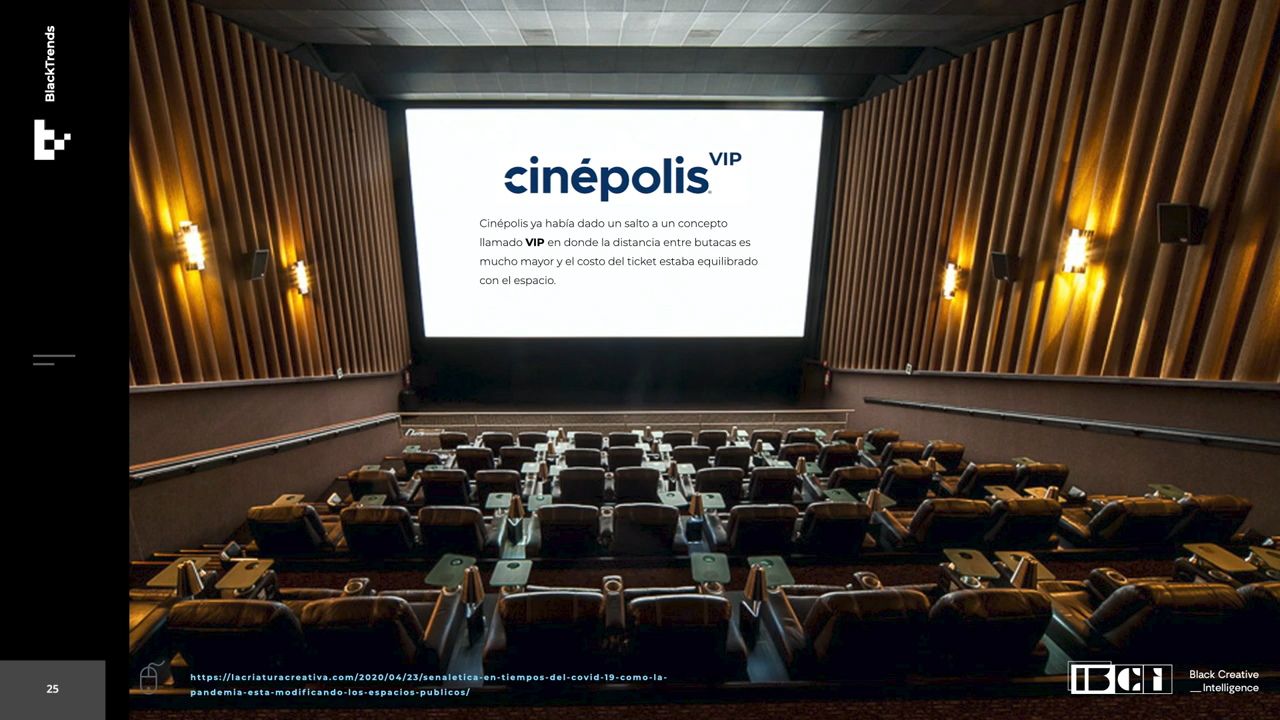 BlackTrends
cinépolis VIP
Cinépolis ya había dado un salto a un concepto
llamado VIP en donde la distancia entre butacas es
mucho mayor y el costo del ticket estaba equilibrado
con el espacio.
25
https://lacriaturacreativa.com/2020/04/23/senaletica-en-tiempos-del-covid-19-como-la-
pandemia-esta-modificando-los-espacios-publicos/
BCI
Black Creative
__Intelligence